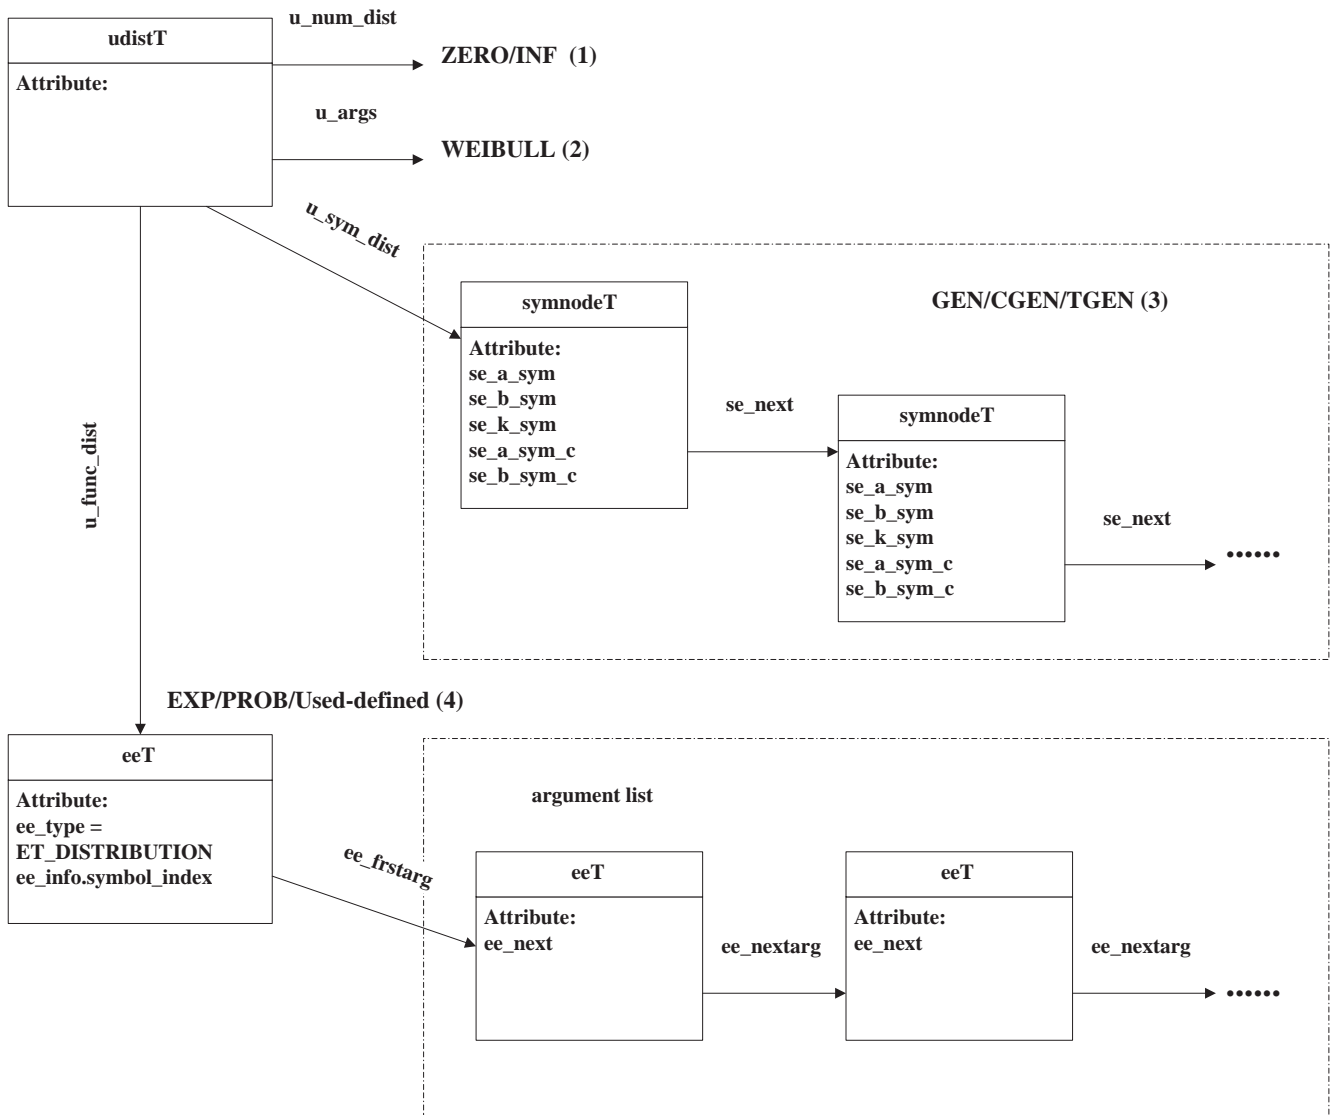 u_num_dist
udistT
ZERO/INF (1)
Attribute:
u_args
WEIBULL (2)
u_sym_dist
symnodeT
GEN/CGEN/TGEN (3)
Attribute:
se_a_sym
se_b_sym
se_k_sym
se_a_sym_c
se_b_sym_c
se_next
symnodeT
Attribute:
se_a_sym
se_b_sym
se_k_sym
se_a_sym_c
se_b_sym_c
se_next
......
u_func_dist
EXP/PROB/Used-defined (4)
eeT
Attribute:
ee_type =
ET_DISTRIBUTION
ee_info.symbol_index
ee_frstarg
argument list
eeT
Attribute:
ee_next
ee_nextarg
eeT
Attribute:
ee_next
ee_nextarg
......